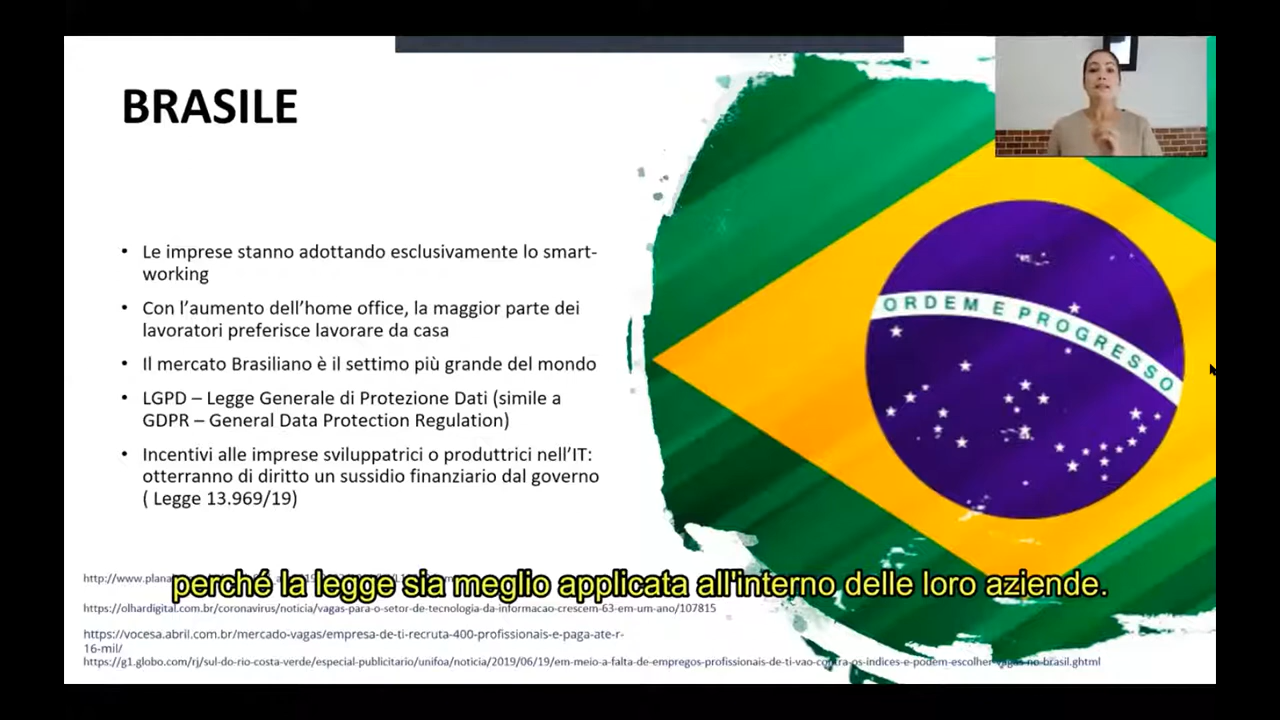 BRASILE
• Le imprese stanno adottando esclusivamente lo smart-
working
• Con l’aumento dell’home office, la maggior parte dei
lavoratori preferisce lavorare da casa
• Il mercato Brasiliano è il settimo più grande del mondo
• LGPD – Legge Generale di Protezione Dati (simile a
GDPR – General Data Protection Regulation)
• Incentivi alle imprese sviluppatrici o produttrici nell’IT:
otterranno di diritto un sussidio finanziario dal governo
( Legge 13.969/19)
ORDEM E PROGRESSO
http://www.plana
perché la legge sia meglio applicata all'interno delle loro aziende.
https://olhardigital.com.br/coronavirus/noticia/vagas-para-o-setor-de-tecnologia-da-informacao-crescem-63-em-um-ano/107815
https://vocesa.abril.com.br/mercado-vagas/empresa-de-ti-recruta-400-profissionais-e-paga-ate-r-
16-mil/
https://g1.globo.com/rj/sul-do-rio-costa-verde/especial-publicitario/unifoa/noticia/2019/06/19/em-meio-a-falta-de-empregos-profissionais-de-ti-vao-contra-os-indices-e-podem-escolher-vagas-no-brasil.ghtml